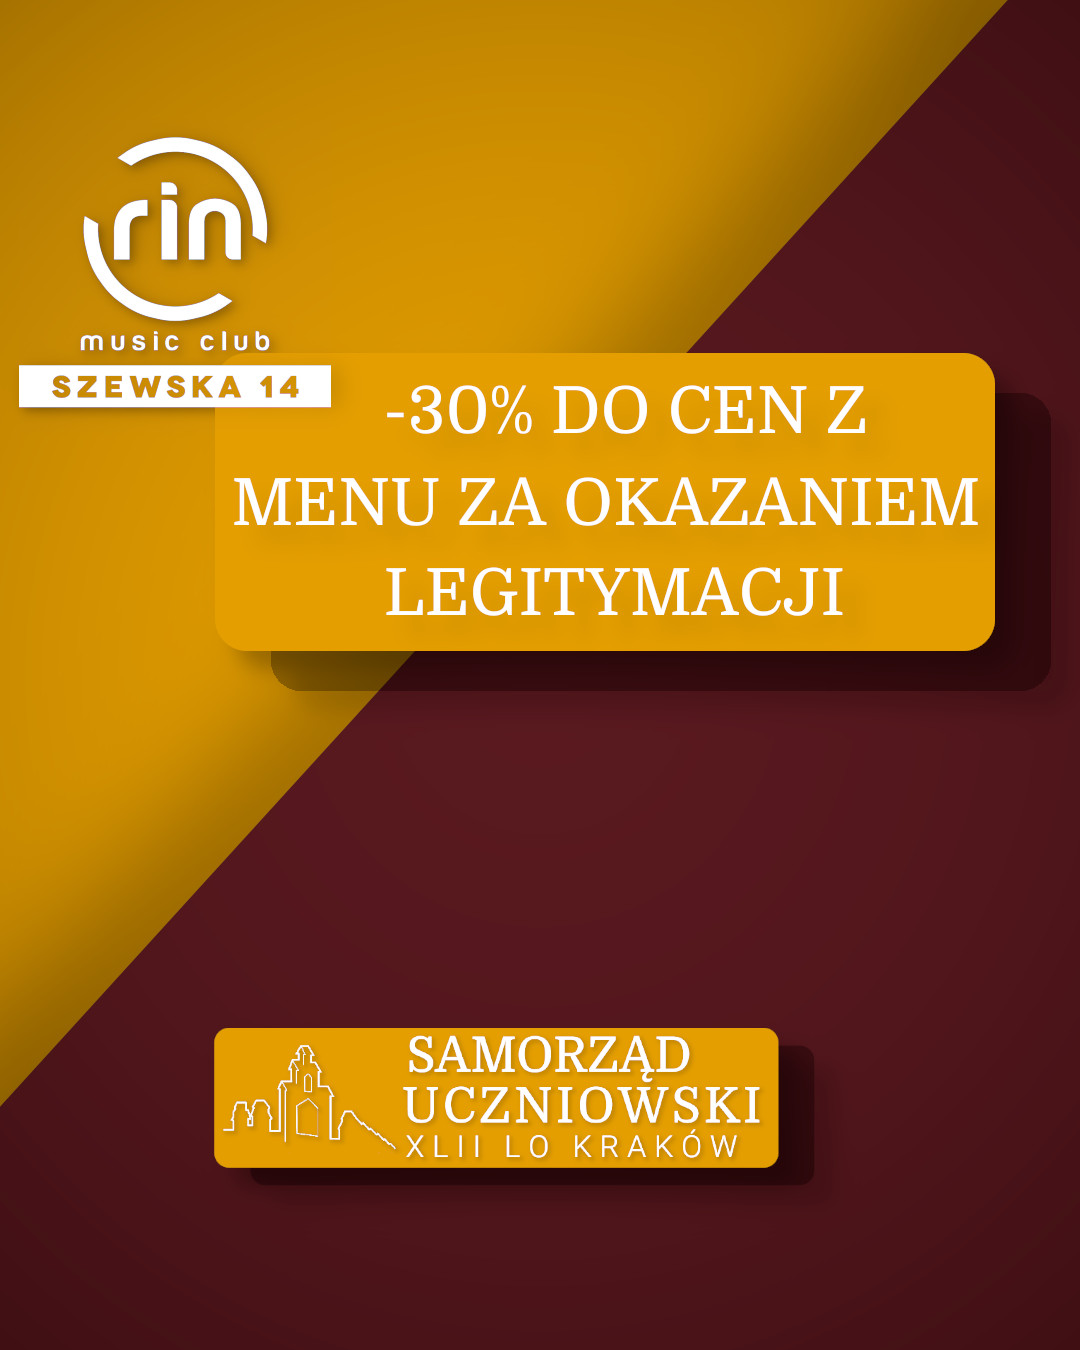 rin
music club
SZEWSKA 14
-30% DO CEN Z
MENU ZA OKAZANIEM
LEGITYMACJI
SAMORZĄD
UCZNIOWSKI
XLII LO KRAKÓW